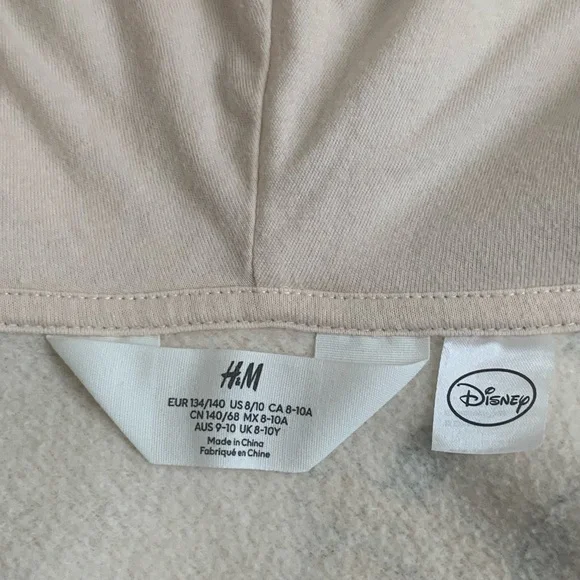 H&M
EUR 134/140 US 8/10 CA 8-10A
CN 140/68 MX 8-10A
AUS 9-10 UK 8-10Y
Made in China
Fabriqué en Chine
Disney